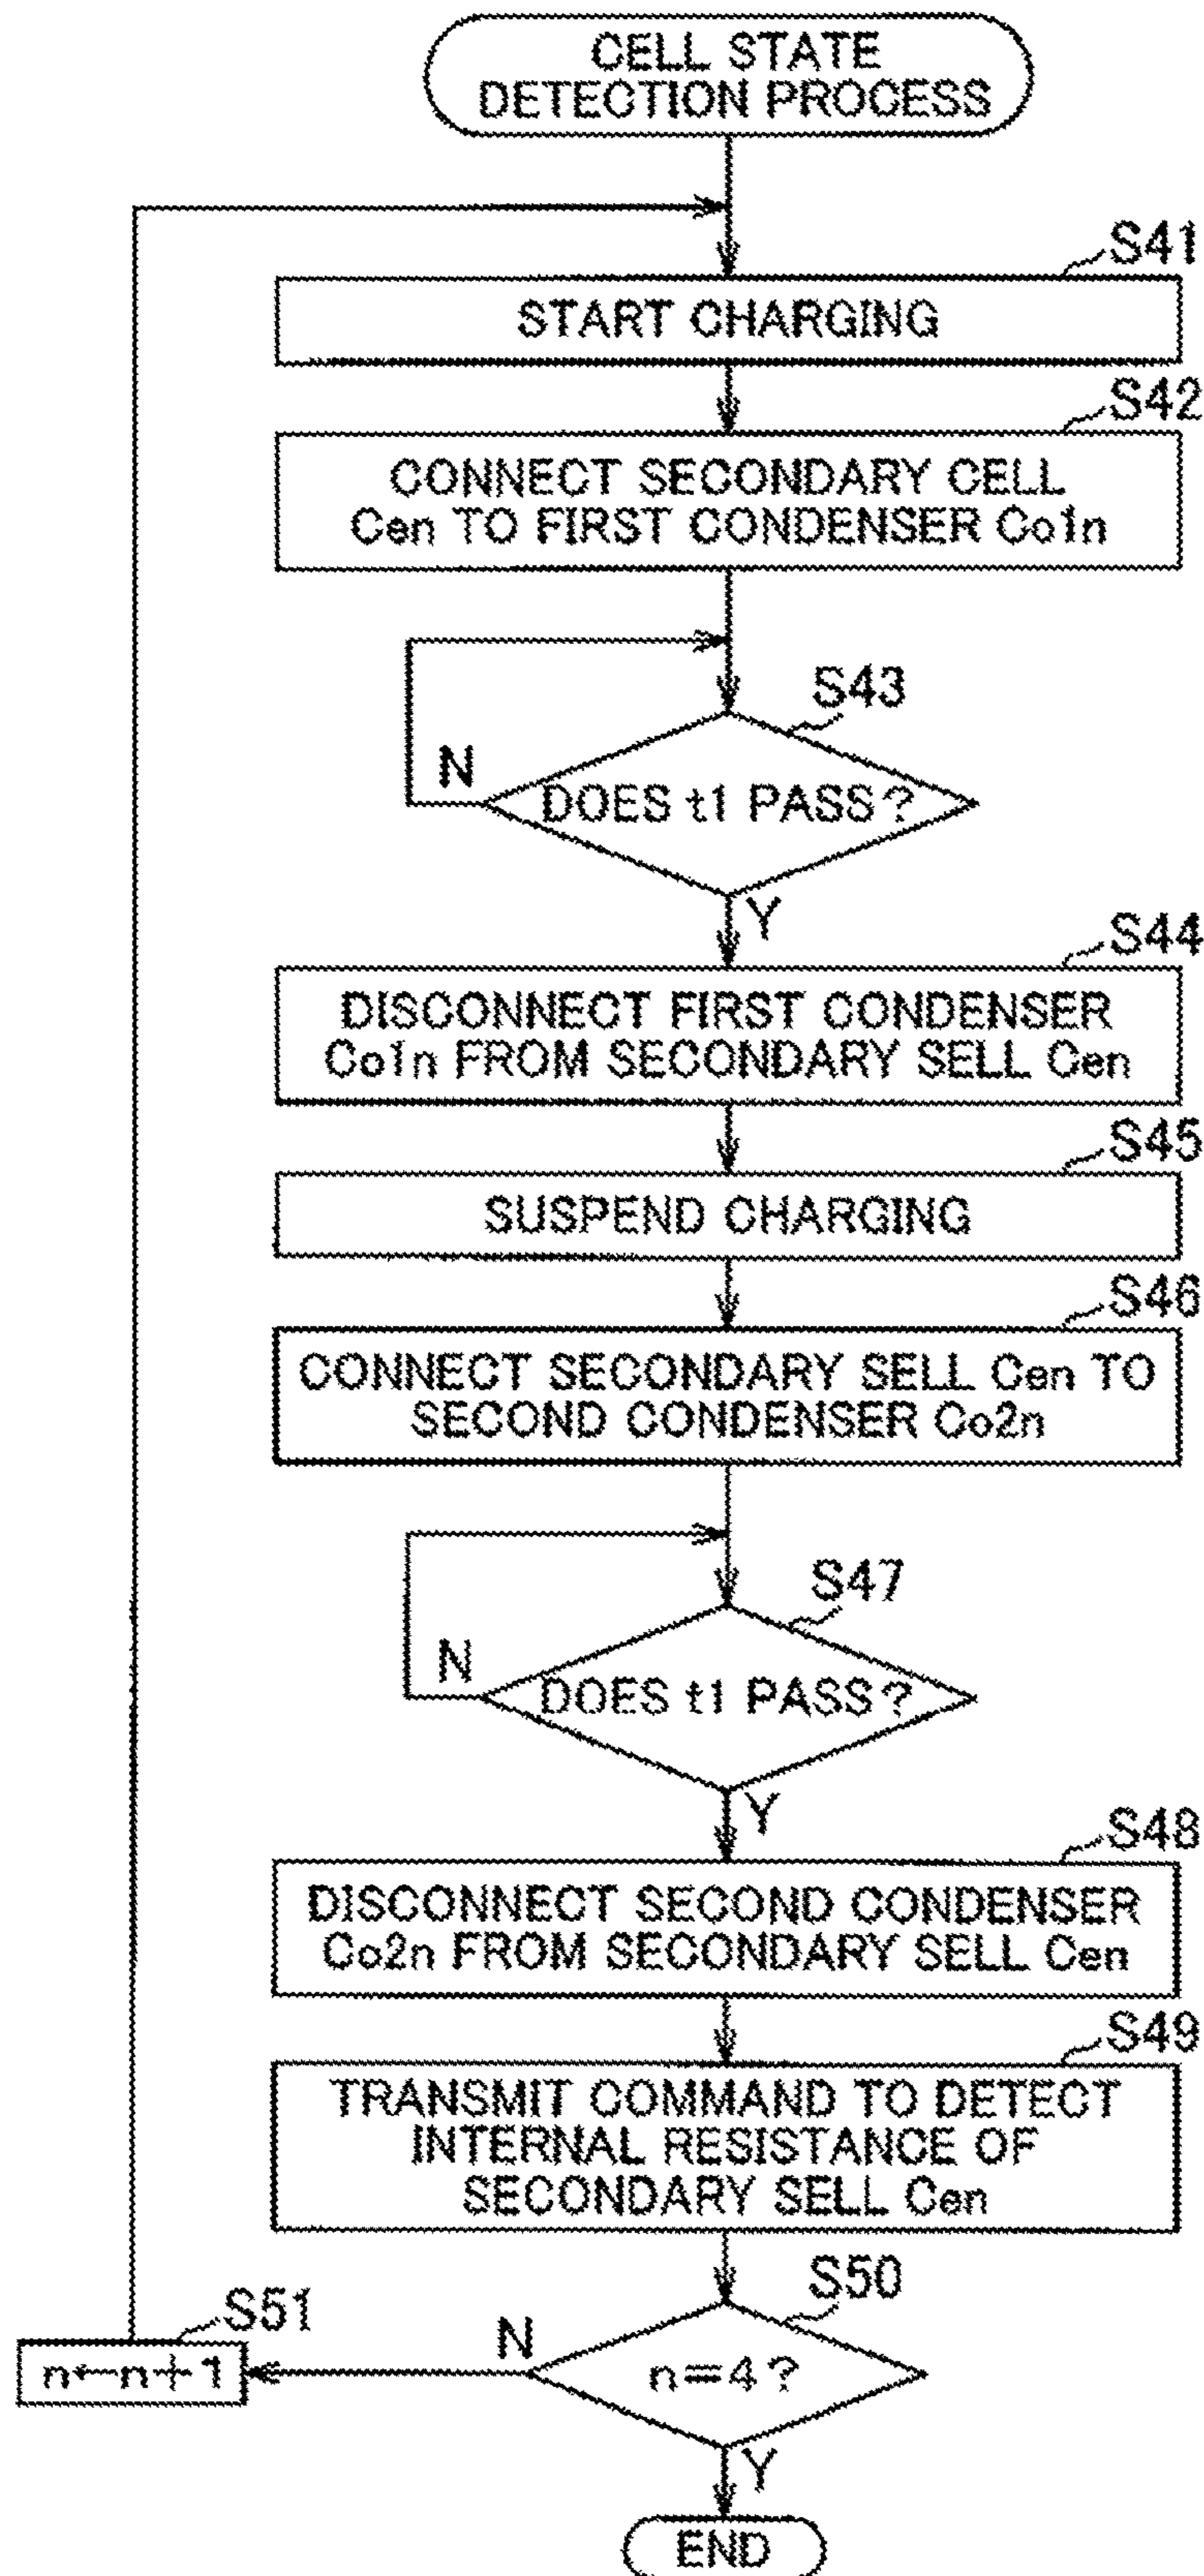 CELL STATE
DETECTION PROCESS
S41
START CHARGING
S42
CONNECT SECONDARY CELL
Cen TO FIRST CONDENSER Co1n
S43
N
DOES t1 PASS?
Y
S44
DISCONNECT FIRST CONDENSER
Co1n FROM SECONDARY SELL Cen
S45
SUSPEND CHARGING
S46
CONNECT SECONDARY SELL Cen TO
SECOND CONDENSER Co2n
S47
N
DOES t1 PASS?
Y
S48
DISCONNECT SECOND CONDENSER
Co2n FROM SECONDARY SELL Cen
S49
TRANSMIT COMMAND TO DETECT
INTERNAL RESISTANCE OF
SECONDARY SELL Cen
S50
N
n=4?
S51
n←n+1
Y
END